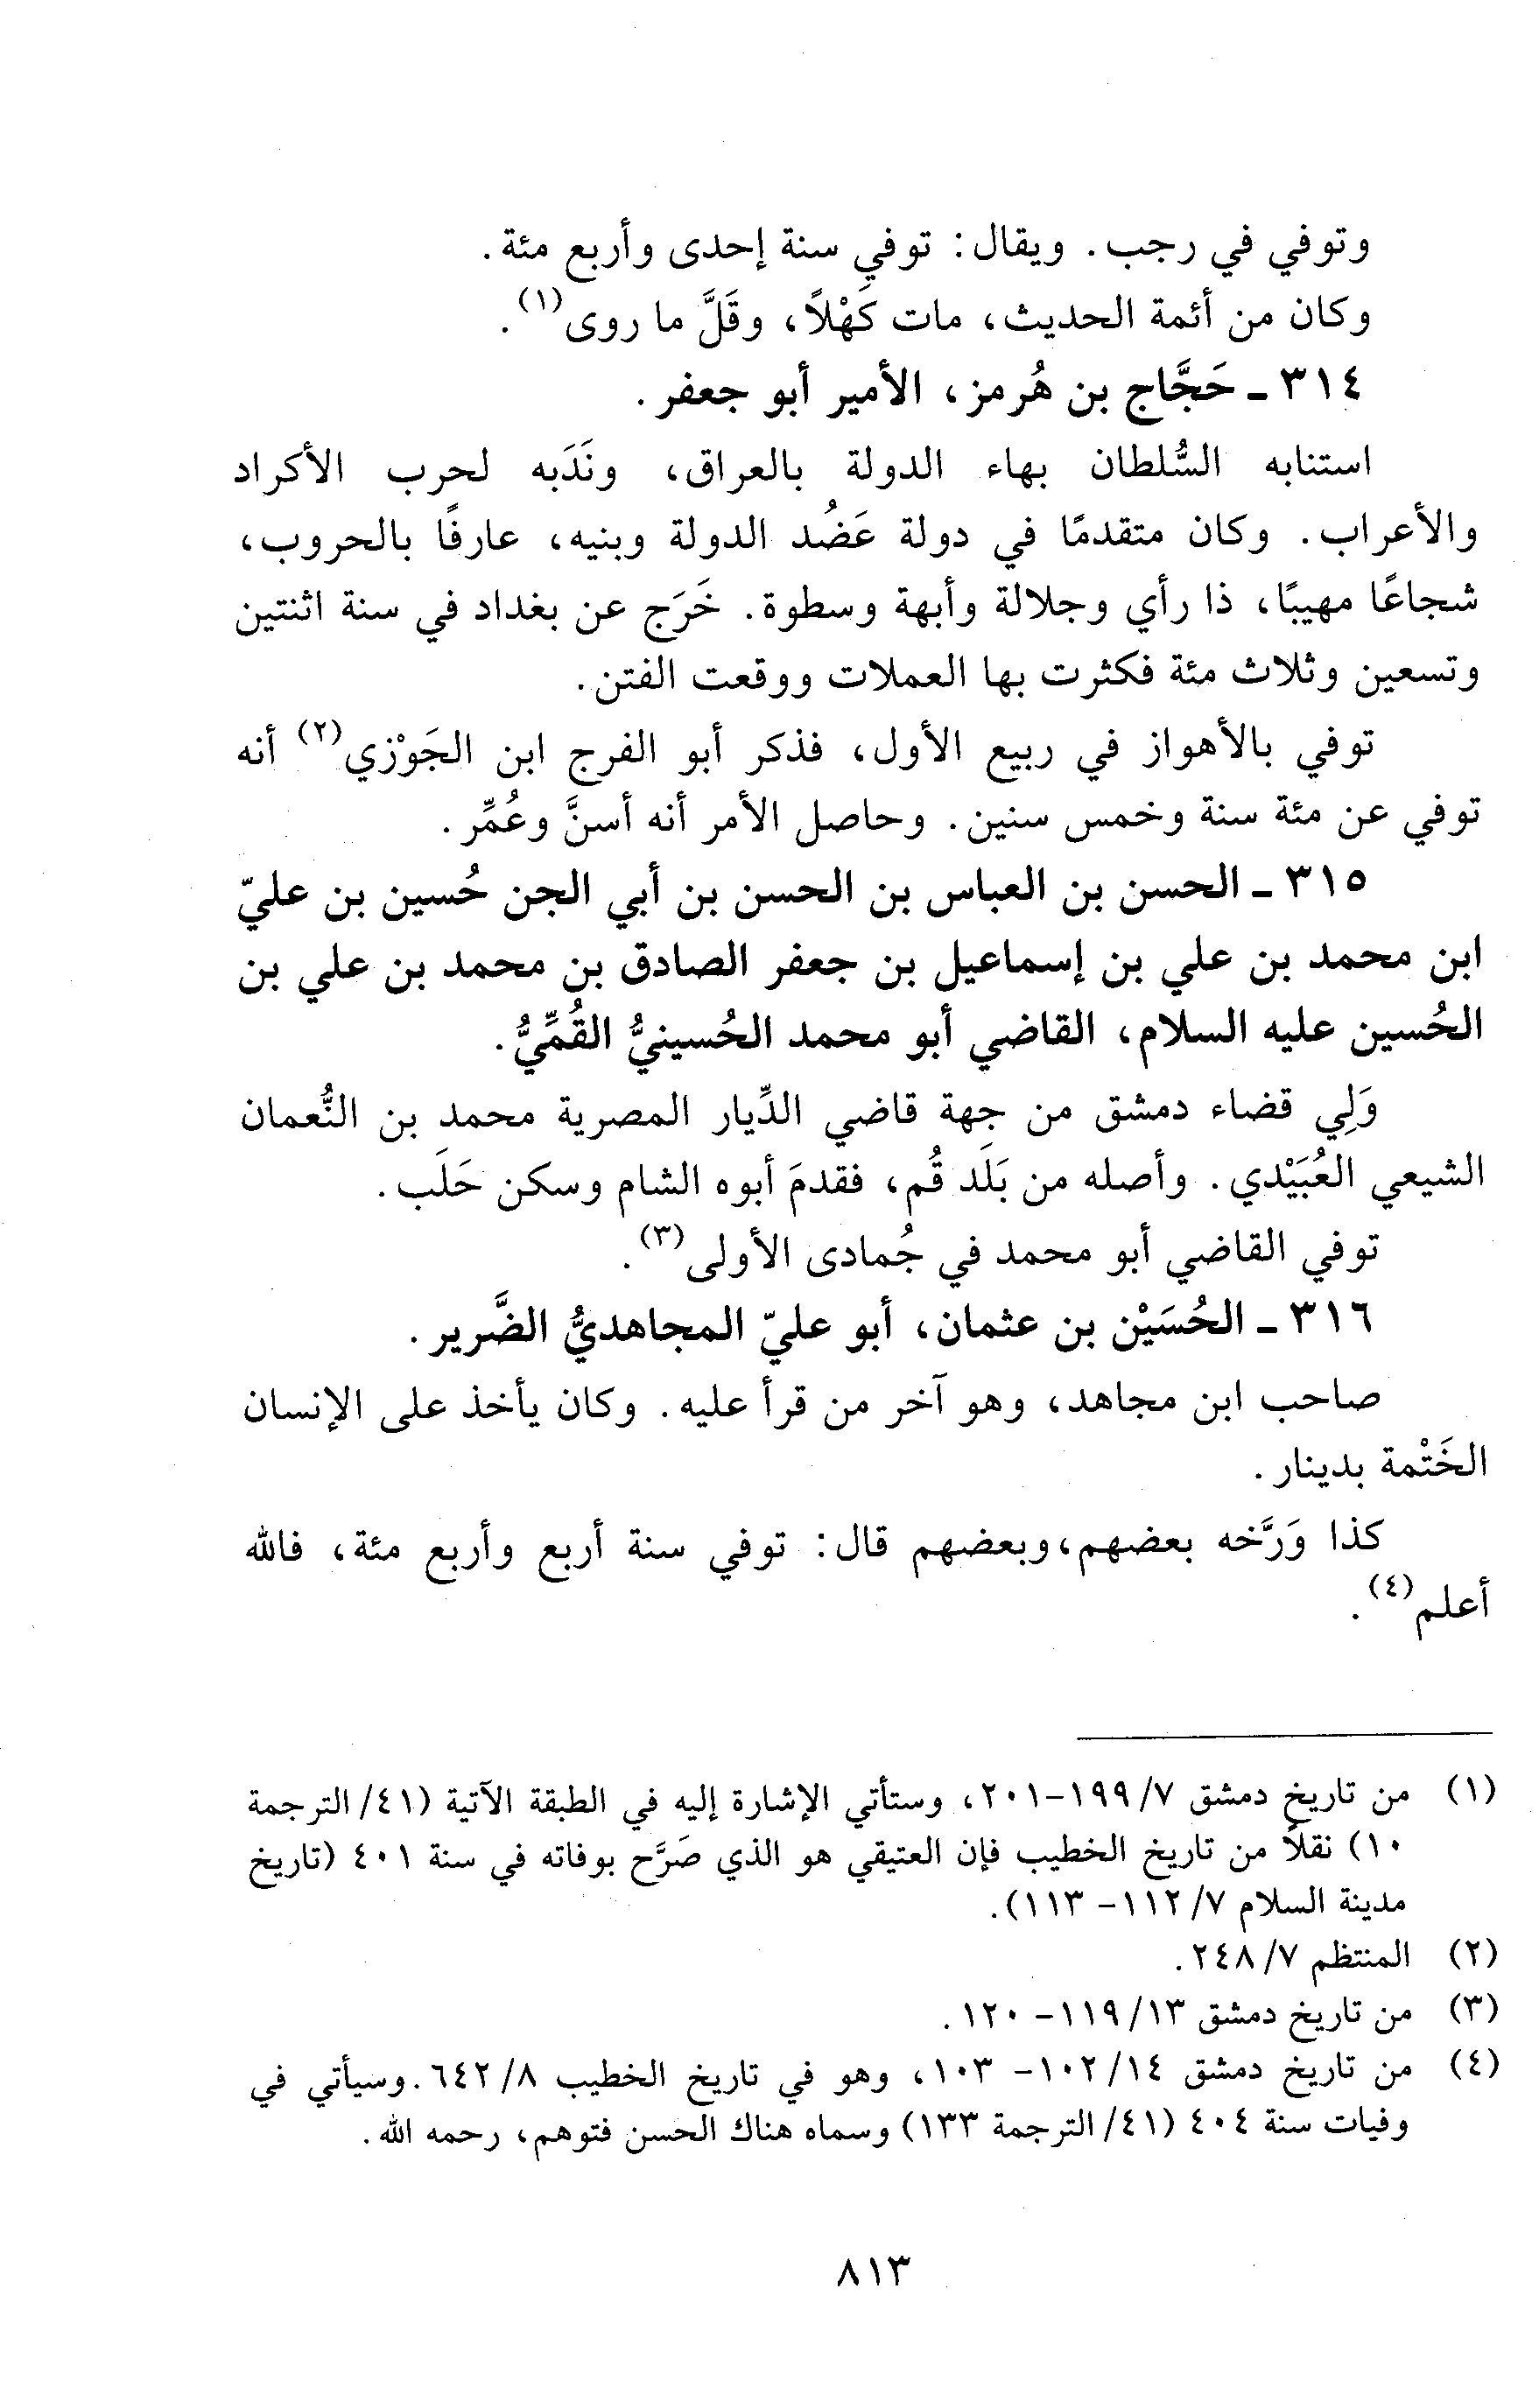 وتوفي في رجب. ويقال: توفي سنة إحدى وأربع مئة.
وكان من أئمة الحديث، مات كَهْلاً، وقَلَّ ما روى(١).
٣١٤ - حَجَّاج بن هُرمز، الأمير أبو جعفر.
استنابه السُّلطان بهاء الدولة بالعراق، ونَدَبه لحرب الأكراد
والأعراب. وكان متقدمًا في دولة عَضُد الدولة وبنيه، عارفًا بالحروب،
شجاعًا مهيبًا، ذا رأي وجلالة وأبهة وسطوة. خَرَج عن بغداد في سنة اثنتين
وتسعين وثلاث مئة فكثرت بها العملات ووقعت الفتن.
توفي بالأهواز في ربيع الأول، فذكر أبو الفرج ابن الجَوْزي(٢) أنه
توفي عن مئة سنة وخمس سنين. وحاصل الأمر أنه أسنَّ وعُمِّر.
٣١٥ - الحسن بن العباس بن الحسن بن أبي الجن حُسين بن عليّ
ابن محمد بن علي بن إسماعيل بن جعفر الصادق بن محمد بن علي بن
الحُسين عليه السلام، القاضي أبو محمد الحُسينيُّ القُمِّيُّ.
وَلِي قضاء دمشق من جهة قاضي الدِّيار المصرية محمد بن النُّعمان
الشيعي العُبَيْدي. وأصله من بَلَد قُم، فقدمَ أبوه الشام وسكن حَلَب.
توفي القاضي أبو محمد في جُمادى الأولى(٣).
٣١٦ - الحُسَيْن بن عثمان، أبو عليّ المجاهديُّ الضَّرير.
صاحب ابن مجاهد، وهو آخر من قرأ عليه. وكان يأخذ على الإنسان
الخَتْمة بدينار.
كذا وَرَّخه بعضهم، وبعضهم قال: توفي سنة أربع وأربع مئة، فالله
أعلم(٤).
(١) من تاريخ دمشق ٧/ ١٩٩-٢٠١، وستأتي الإشارة إليه في الطبقة الآتية (٤١/ الترجمة
١٠) نقلاً من تاريخ الخطيب فإن العتيقي هو الذي صَرَّح بوفاته في سنة ٤٠١ (تاريخ
مدينة السلام ٧/ ١١٢- ١١٣).
(٢) المنتظم ٧/ ٢٤٨.
(٣) من تاريخ دمشق ١٣/ ١١٩- ١٢٠.
(٤) من تاريخ دمشق ١٤/ ١٠٢- ١٠٣، وهو في تاريخ الخطيب ٨/ ٦٤٢. وسيأتي في
وفيات سنة ٤٠٤ (٤١/ الترجمة ١٣٣) وسماه هناك الحسن فتوهم، رحمه الله.
٨١٣